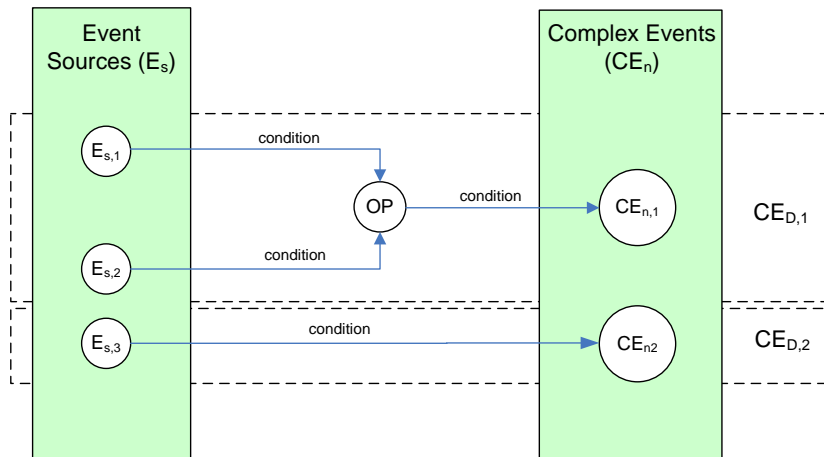 Event
Sources (Es)
Complex Events
(CEn)
Es,1
condition
OP
condition
CEn,1
CED,1
Es,2
condition
Es,3
condition
CEn2
CED,2